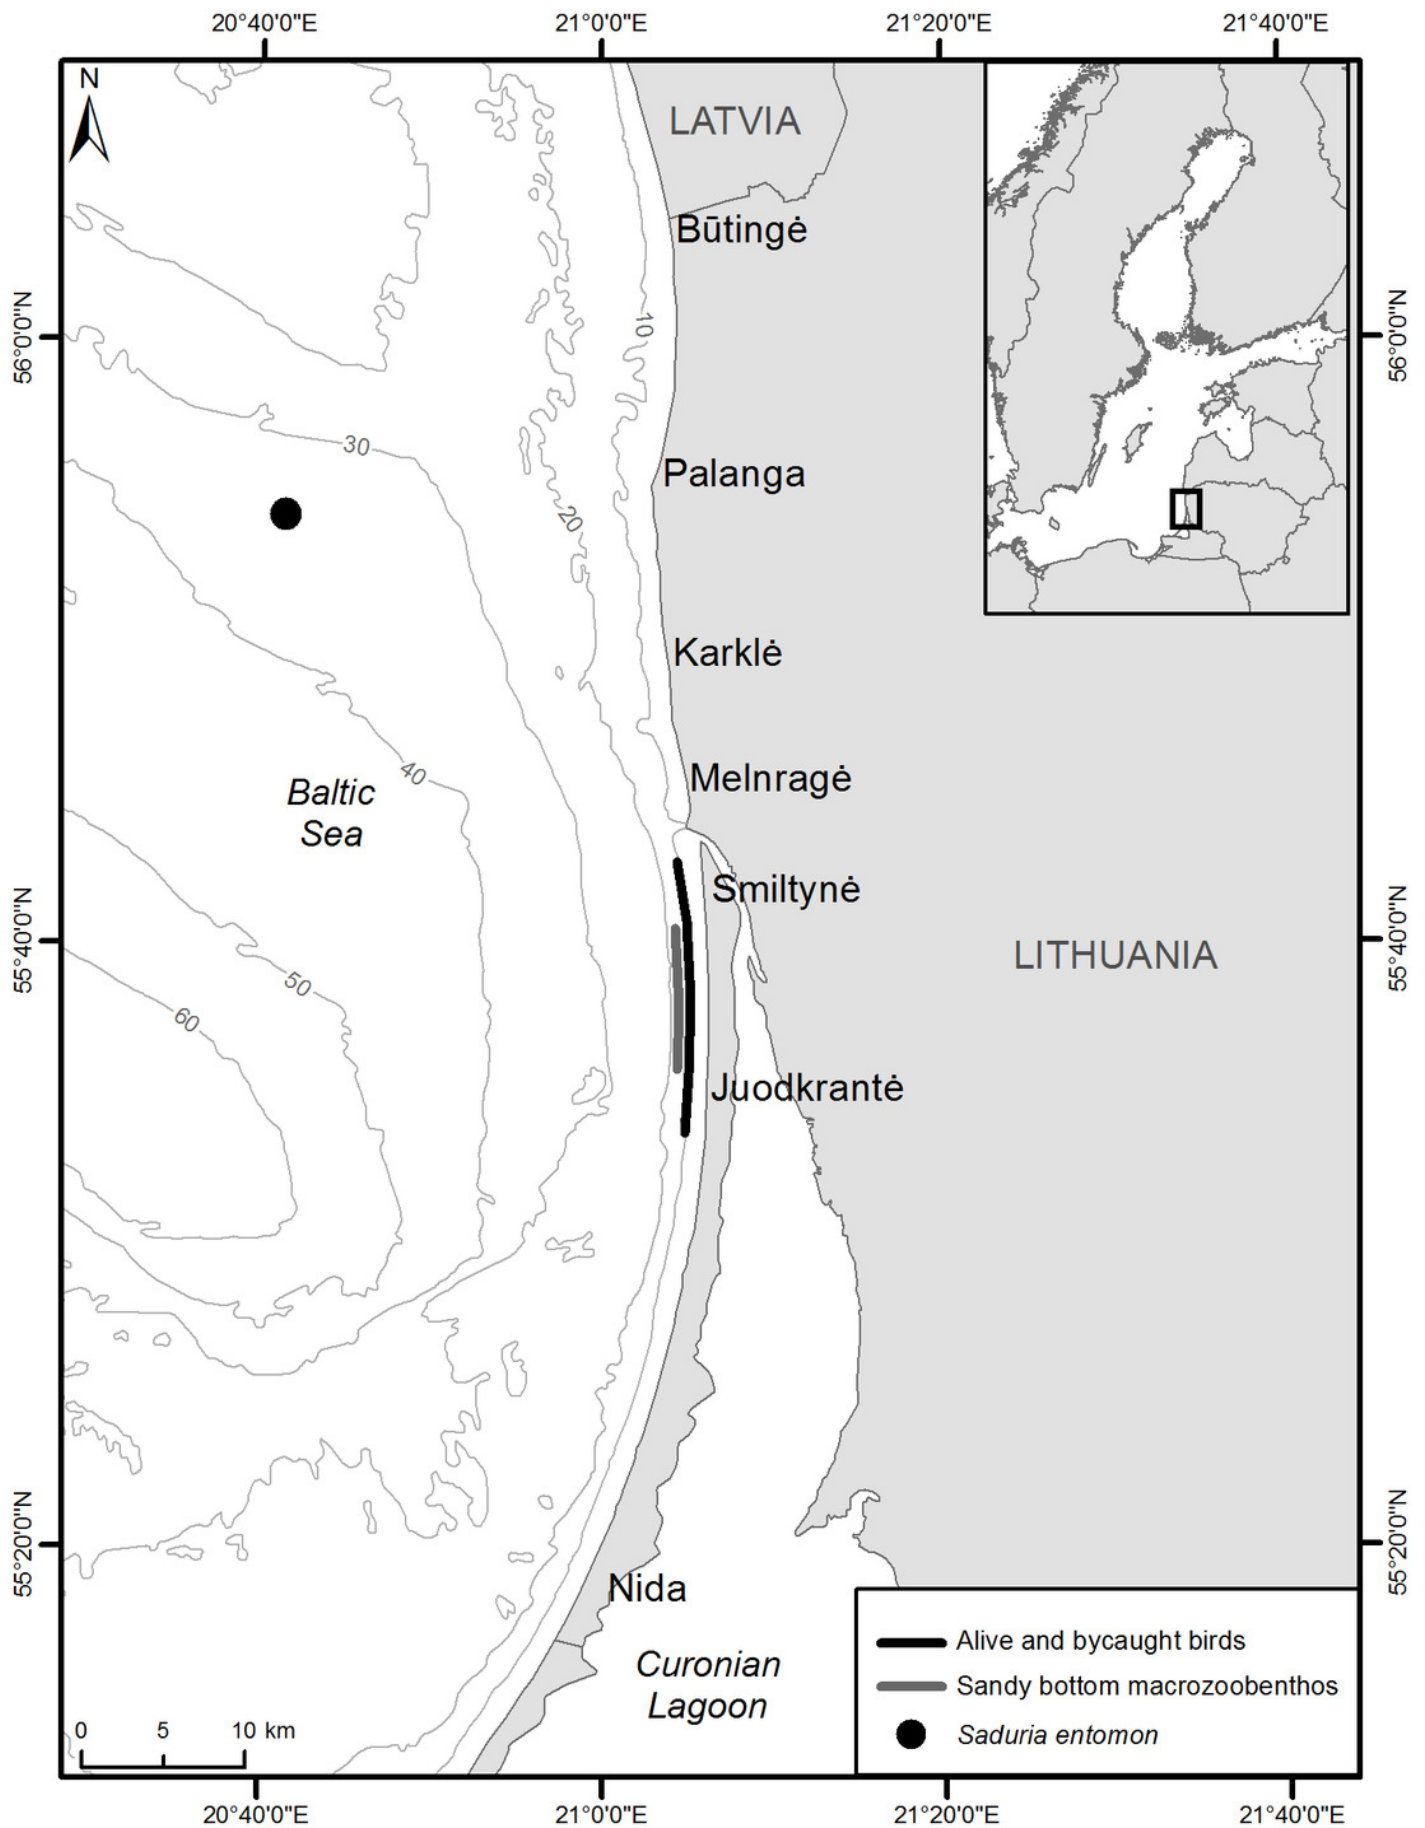 20°40'0"E
21°0'0"E
21°20'0"E
21°40'0"E
N
LATVIA
Būtingė
10
56°0'0"N
56°0'0"N
30
Palanga
20
Karklė
40
Melnragė
Baltic
Sea
Smiltynė
55°40'0"N
LITHUANIA
55°40'0"N
50
60
Juodkrantė
55°20'0"N
55°20'0"N
Nida
Curonian
Lagoon
Alive and bycaught birds
Sandy bottom macrozoobenthos
Saduria entomon
0 5 10 km
20°40'0"E
21°0'0"E
21°20'0"E
21°40'0"E